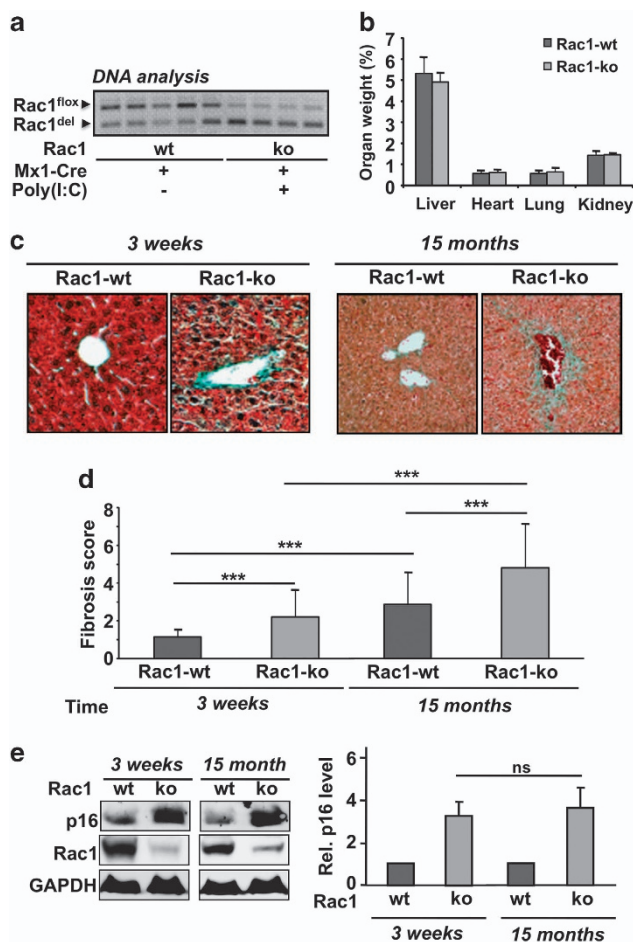 a
DNA analysis
Rac1flox
Rac1del
Rac1 wt ko
Mx1-Cre + +
Poly(I:C) - +
b
Organ weight (%)
7
6
5
4
3
2
1
0
Rac1-wt
Rac1-ko
Liver Heart Lung Kidney
c
3 weeks 15 months
Rac1-wt Rac1-ko Rac1-wt Rac1-ko
d
Fibrosis score
8
6
4
2
0
***
***
***
***
Rac1-wt Rac1-ko Rac1-wt Rac1-ko
Time 3 weeks 15 months
e
3 weeks 15 month
Rac1 wt ko wt ko
p16
Rac1
GAPDH
Rel. p16 level
6
4
2
0
ns
Rac1 wt ko wt ko
3 weeks 15 months